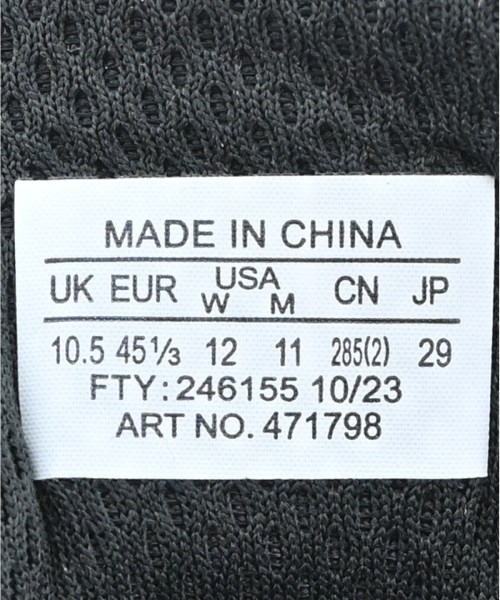 MADE IN CHINA
UK EUR USA W M CN JP
10.5 45⅓ 12 11 285(2) 29
FTY: 246155 10/23
ART NO. 471798